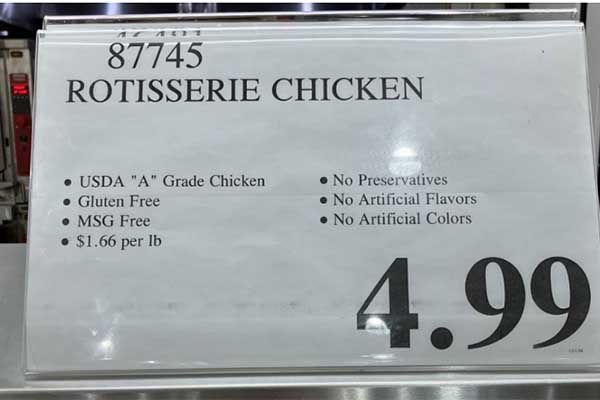 87745
ROTISSERIE CHICKEN
• USDA "A" Grade Chicken
• Gluten Free
• MSG Free
• $1.66 per lb
• No Preservatives
• No Artificial Flavors
• No Artificial Colors
4.99